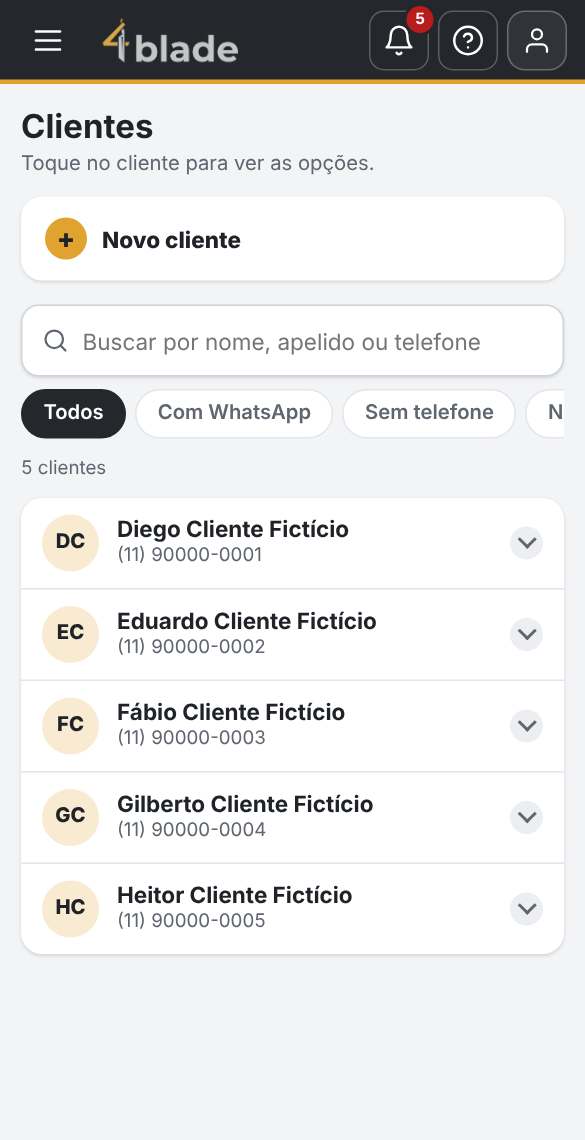 4blade
5
Clientes
Toque no cliente para ver as opções.
+ Novo cliente
Buscar por nome, apelido ou telefone
Todos
Com WhatsApp
Sem telefone
N
5 clientes
DC
Diego Cliente Fictício
(11) 90000-0001
EC
Eduardo Cliente Fictício
(11) 90000-0002
FC
Fábio Cliente Fictício
(11) 90000-0003
GC
Gilberto Cliente Fictício
(11) 90000-0004
HC
Heitor Cliente Fictício
(11) 90000-0005